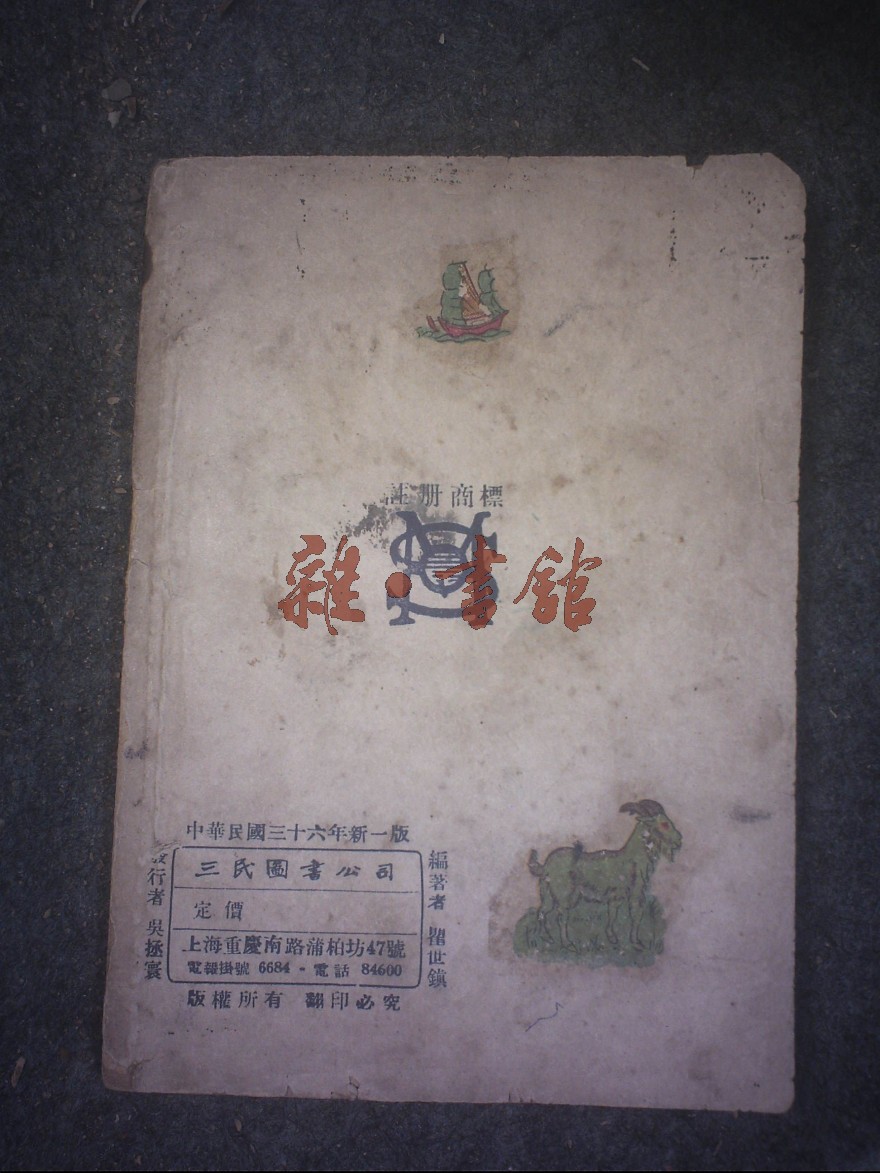 註册商標
雜·書館
中華民國三十六年新一版
發行者 吳拯寰
三民圖書公司
定價
上海重慶南路蒲柏坊47號
電報掛號 6684·電話 84600
編著者 瞿世鎮
版權所有 翻印必究